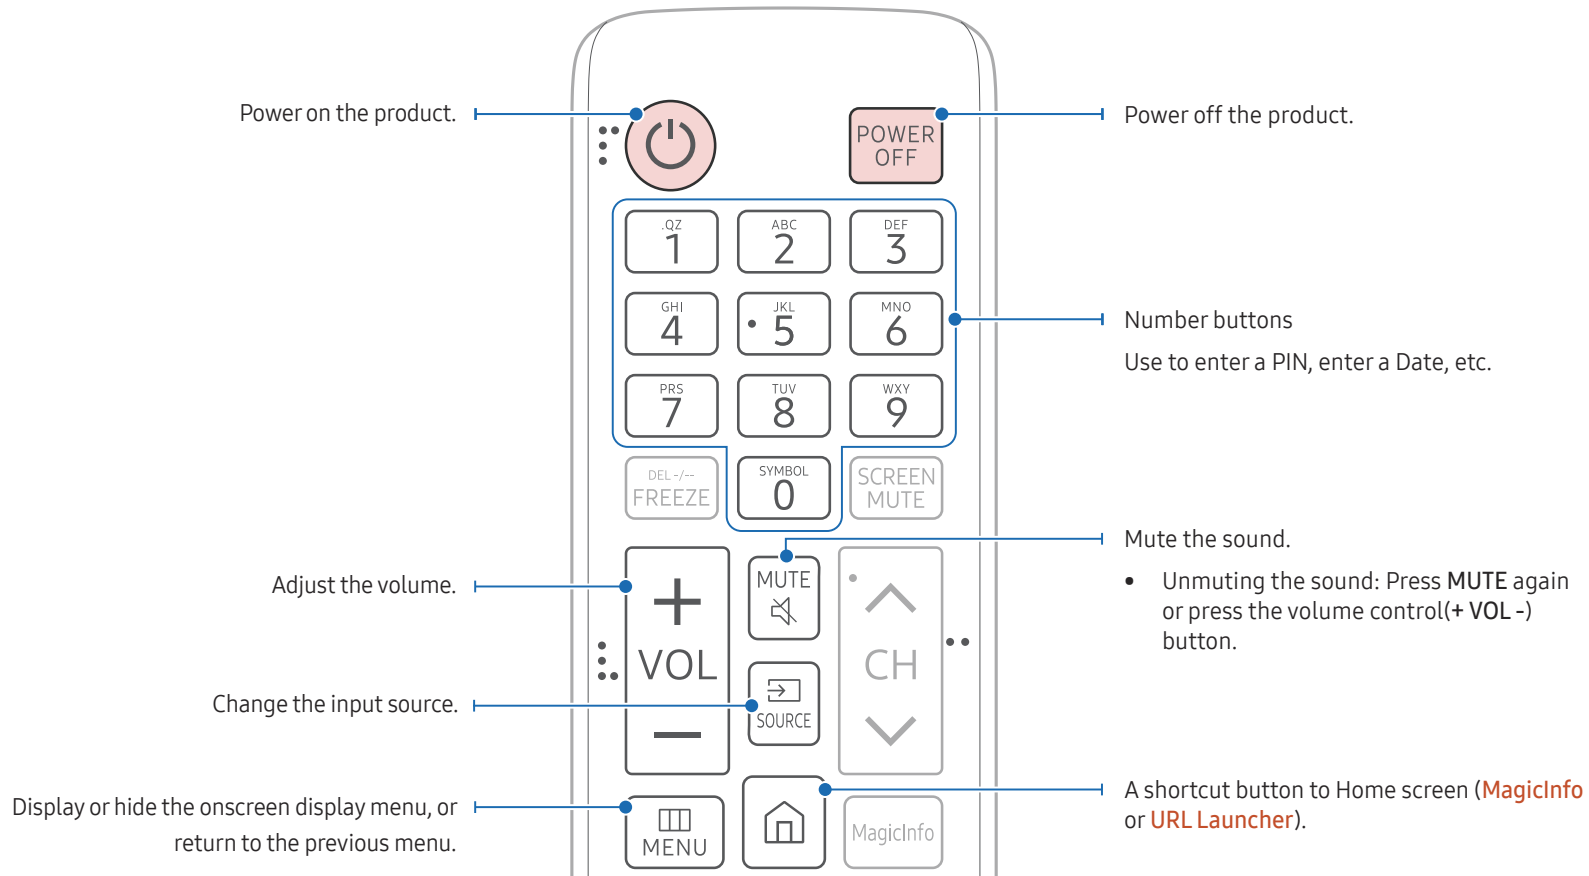 Power on the product.
POWER
OFF
Power off the product.
.QZ
1
ABC
2
DEF
3
GHI
4
JKL
5
MNO
6
PRS
7
TUV
8
WXY
9
Number buttons
Use to enter a PIN, enter a Date, etc.
DEL -/--
FREEZE
SYMBOL
0
SCREEN
MUTE
Adjust the volume.
+
VOL
−
MUTE
CH
Mute the sound.
• Unmuting the sound: Press MUTE again
or press the volume control(+ VOL -)
button.
Change the input source.
SOURCE
Display or hide the onscreen display menu, or
return to the previous menu.
MENU
MagicInfo
A shortcut button to Home screen (MagicInfo
or URL Launcher).